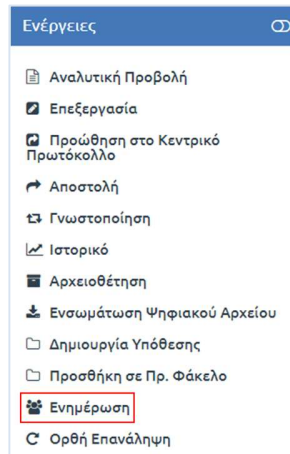 Ενέργειες
Αναλυτική Προβολή
Επεξεργασία
Προώθηση στο Κεντρικό
Πρωτόκολλο
Αποστολή
Γνωστοποίηση
Ιστορικό
Αρχειοθέτηση
Ενσωμάτωση Ψηφιακού Αρχείου
Δημιουργία Υπόθεσης
Προσθήκη σε Πρ. Φάκελο
Ενημέρωση
Ορθή Επανάληψη